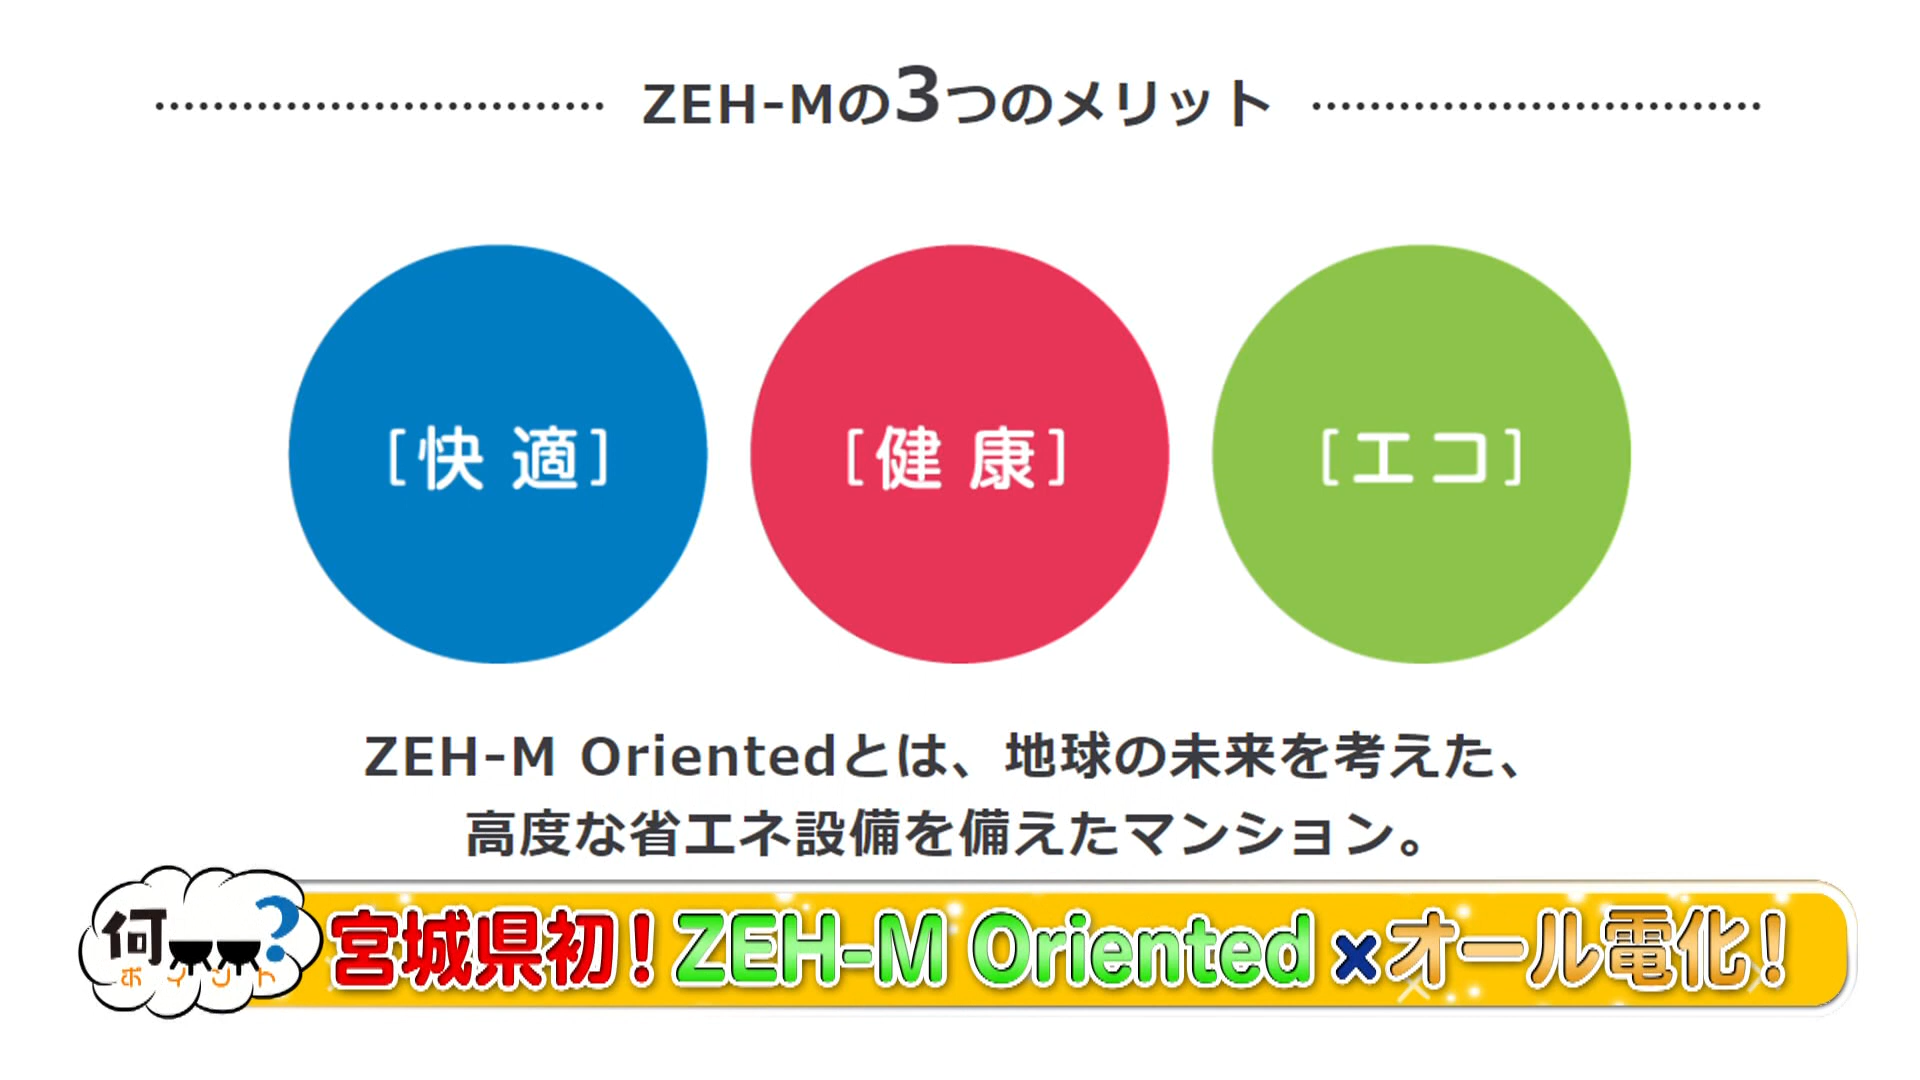 ZEH-Mの3つのメリット
[快適]
[健康]
[エコ]
ZEH-M Orientedとは、地球の未来を考えた、
高度な省エネ設備を備えたマンション。
何？
ポイント
宮城県初！ZEH-M Oriented×オール電化！